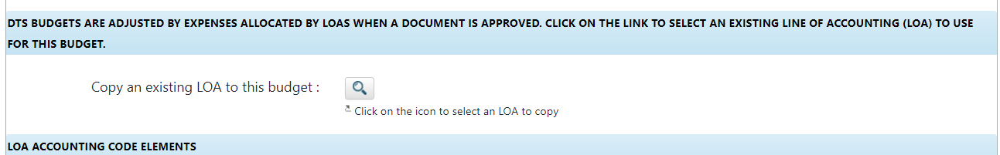 DTS BUDGETS ARE ADJUSTED BY EXPENSES ALLOCATED BY LOAS WHEN A DOCUMENT IS APPROVED. CLICK ON THE LINK TO SELECT AN EXISTING LINE OF ACCOUNTING (LOA) TO USE
FOR THIS BUDGET.
Copy an existing LOA to this budget :
Click on the icon to select an LOA to copy
LOA ACCOUNTING CODE ELEMENTS